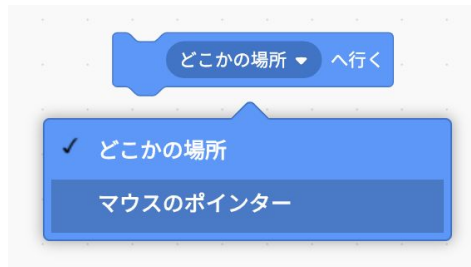 どこかの場所 へ行く
どこかの場所
マウスのポインター